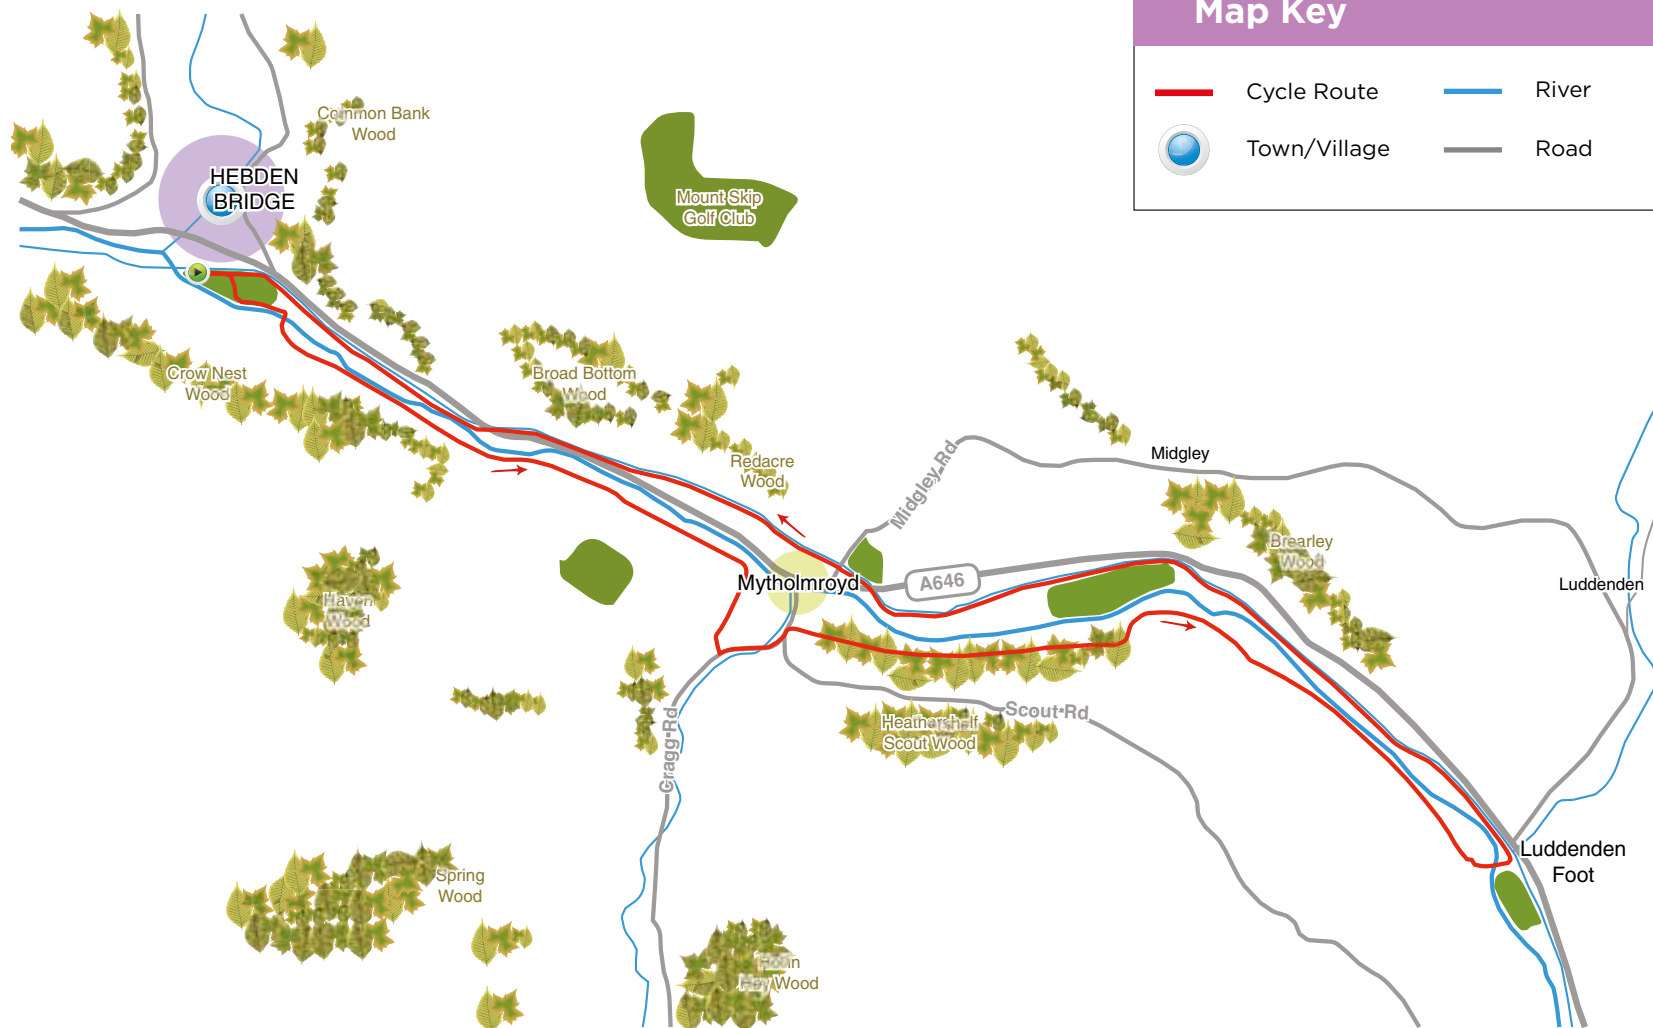 Map Key
Cycle Route
River
Town/Village
Road
Common Bank
Wood
HEBDEN
BRIDGE
Mount Skip
Golf Club
Crow Nest
Wood
Broad Bottom
Wood
Redacre
Wood
Midgley Rd
Midgley
Brearley
Wood
Luddenden
Mytholmroyd
A646
Haven
Wood
Scout Rd
Heathershelf
Scout Wood
Cragg Rd
Luddenden
Foot
Spring
Wood
Hollin
Hey Wood